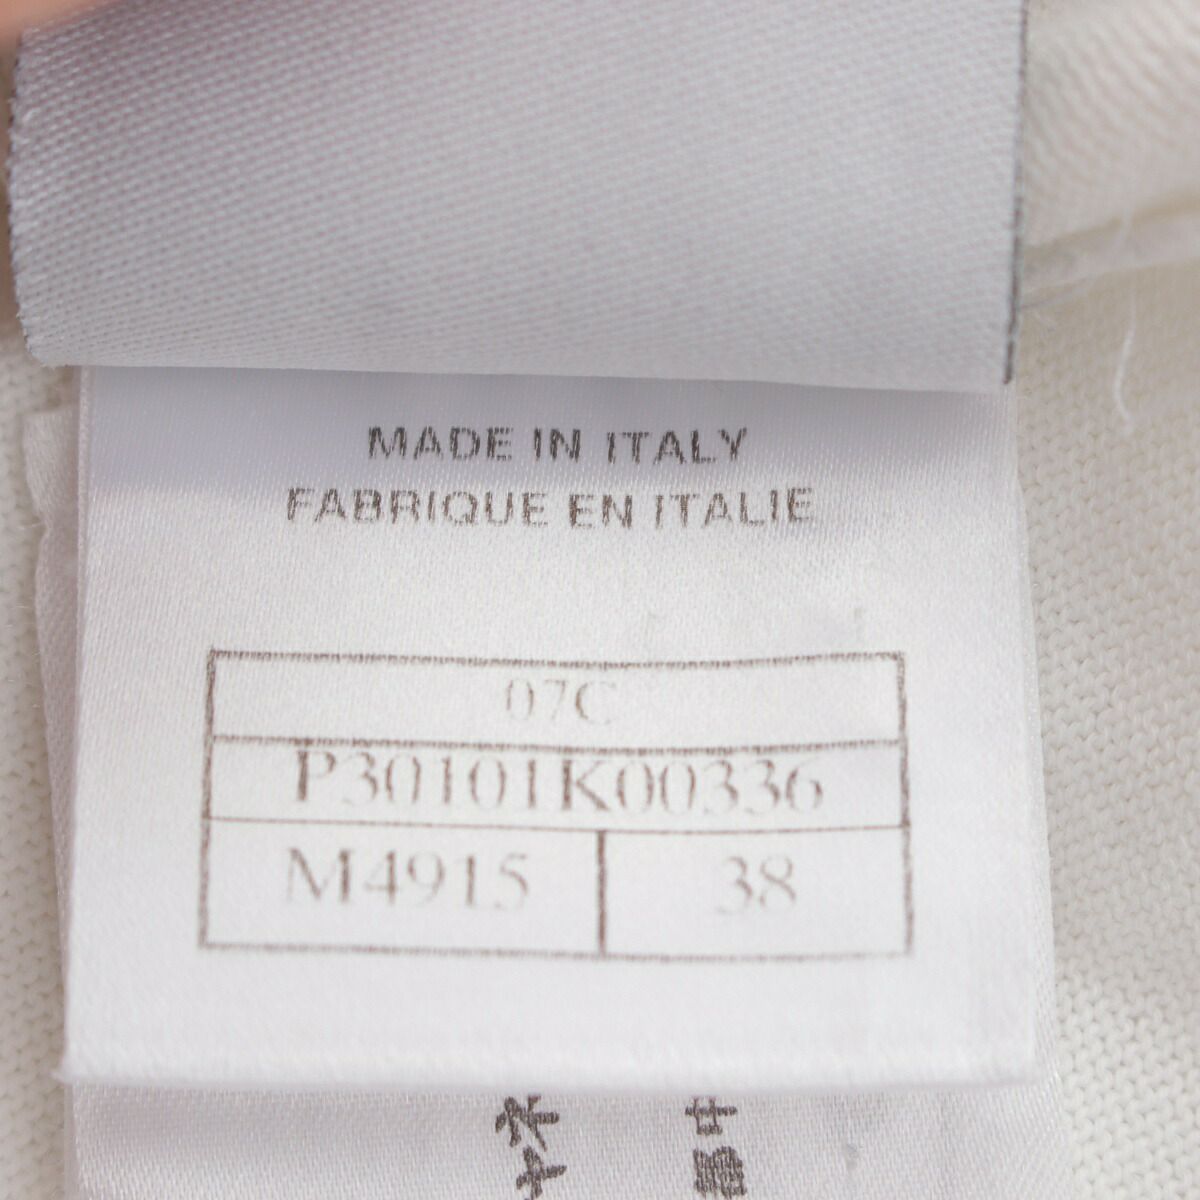 MADE IN ITALY
FABRIQUE EN ITALIE
07C
P30101K00336
M4915 38